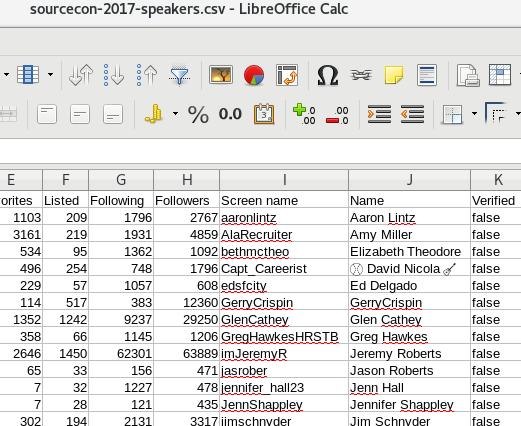 sourcecon-2017-speakers.csv - LibreOffice Calc
Ω
% 0.0 3 .0 .00 .0 .00
E F G H I J K
orites Listed Following Followers Screen name Name Verified
1103 209 1796 2767 aaronlintz Aaron Lintz false
3161 219 1931 4859 AlaRecruiter Amy Miller false
534 95 1362 1092 bethmctheo Elizabeth Theodore false
496 254 748 1796 Capt_Careerist ⚾ David Nicola 🎸 false
229 57 1057 608 edsfcity Ed Delgado false
114 517 383 12360 GerryCrispin GerryCrispin false
1352 1242 9237 29250 GlenCathey Glen Cathey false
358 66 1145 1206 GregHawkesHRSTB Greg Hawkes false
2646 1450 62301 63889 imJeremyR Jeremy Roberts false
65 33 156 471 jasrober Jason Roberts false
7 32 1227 478 jennifer_hall23 Jenn Hall false
7 28 121 435 JennShappley Jennifer Shappley false
302 194 2131 3317 jimschnyder Jim Schnyder false